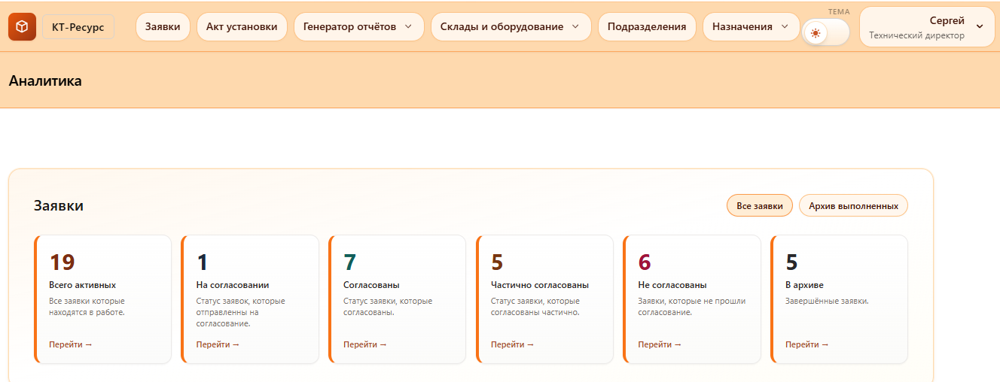 ТЕМА
КТ-Ресурс
Заявки
Акт установки
Генератор отчётов
Склады и оборудование
Подразделения
Назначения
Сергей
Технический директор
Аналитика
Заявки
Все заявки
Архив выполненных
19
Всего активных
Все заявки которые
находятся в работе.
Перейти →
1
На согласовании
Статус заявок, которые
отправленны на
согласование.
Перейти →
7
Согласованы
Статус заявки, которые
согласованы.
Перейти →
5
Частично согласованы
Статус заявки, которые
согласованы частично.
Перейти →
6
Не согласованы
Заявки, которые не прошли
согласование.
Перейти →
5
В архиве
Завершённые заявки.
Перейти →